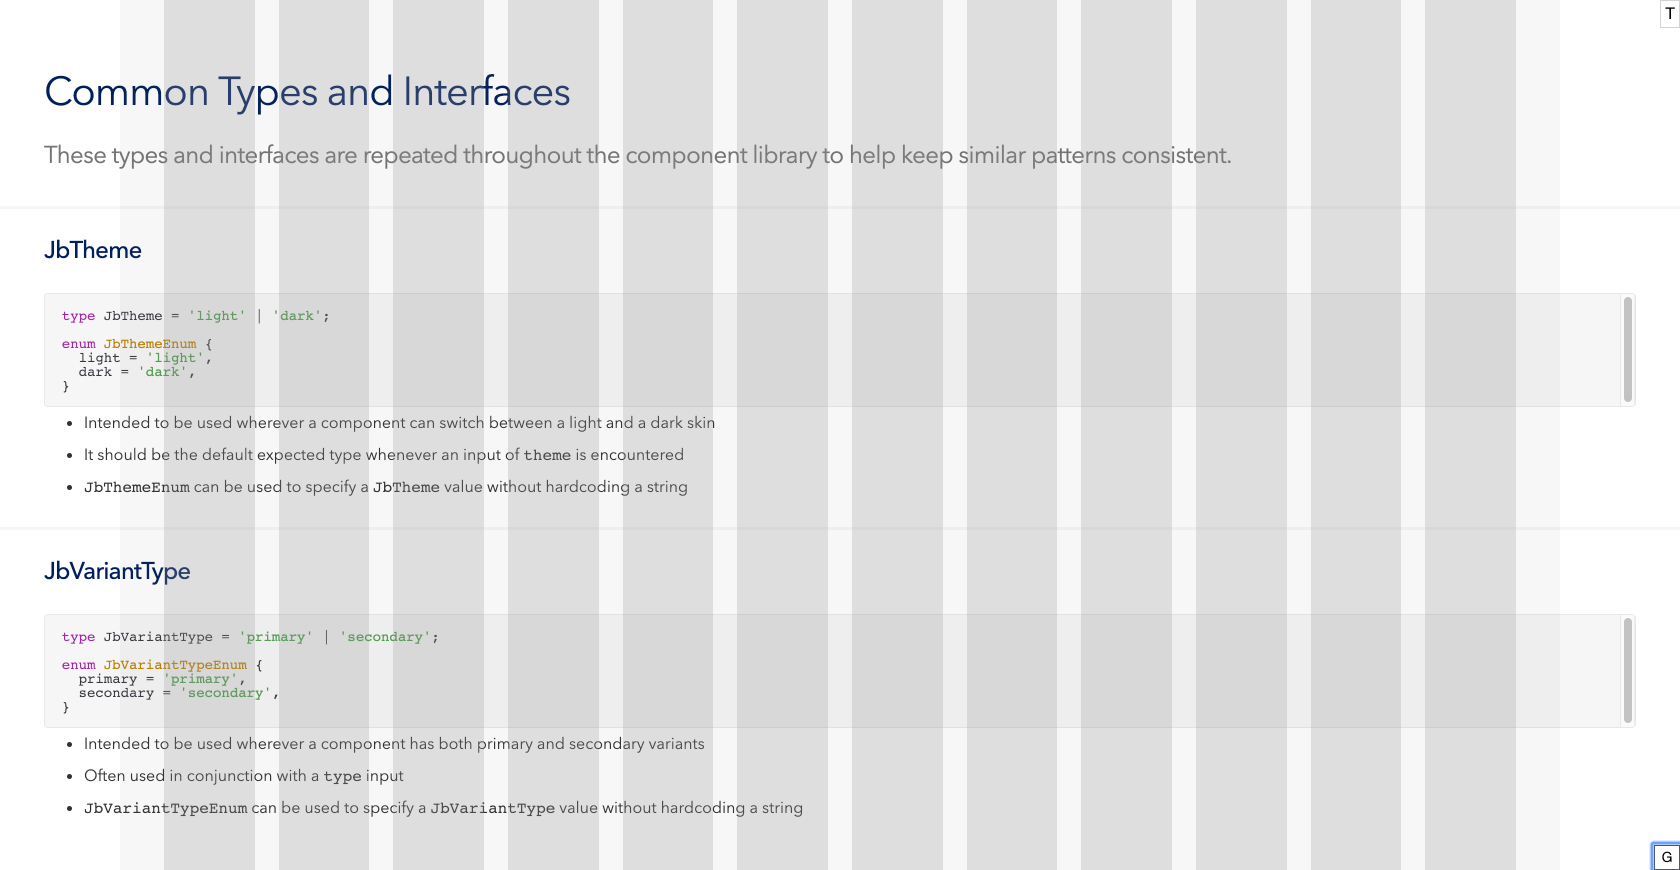 T
Common Types and Interfaces
These types and interfaces are repeated throughout the component library to help keep similar patterns consistent.
JbTheme
type JbTheme = 'light' | 'dark';
enum JbThemeEnum {
  light = 'light',
  dark = 'dark',
}
• Intended to be used wherever a component can switch between a light and a dark skin
• It should be the default expected type whenever an input of theme is encountered
• JbThemeEnum can be used to specify a JbTheme value without hardcoding a string
JbVariantType
type JbVariantType = 'primary' | 'secondary';
enum JbVariantTypeEnum {
  primary = 'primary',
  secondary = 'secondary',
}
• Intended to be used wherever a component has both primary and secondary variants
• Often used in conjunction with a type input
• JbVariantTypeEnum can be used to specify a JbVariantType value without hardcoding a string
G